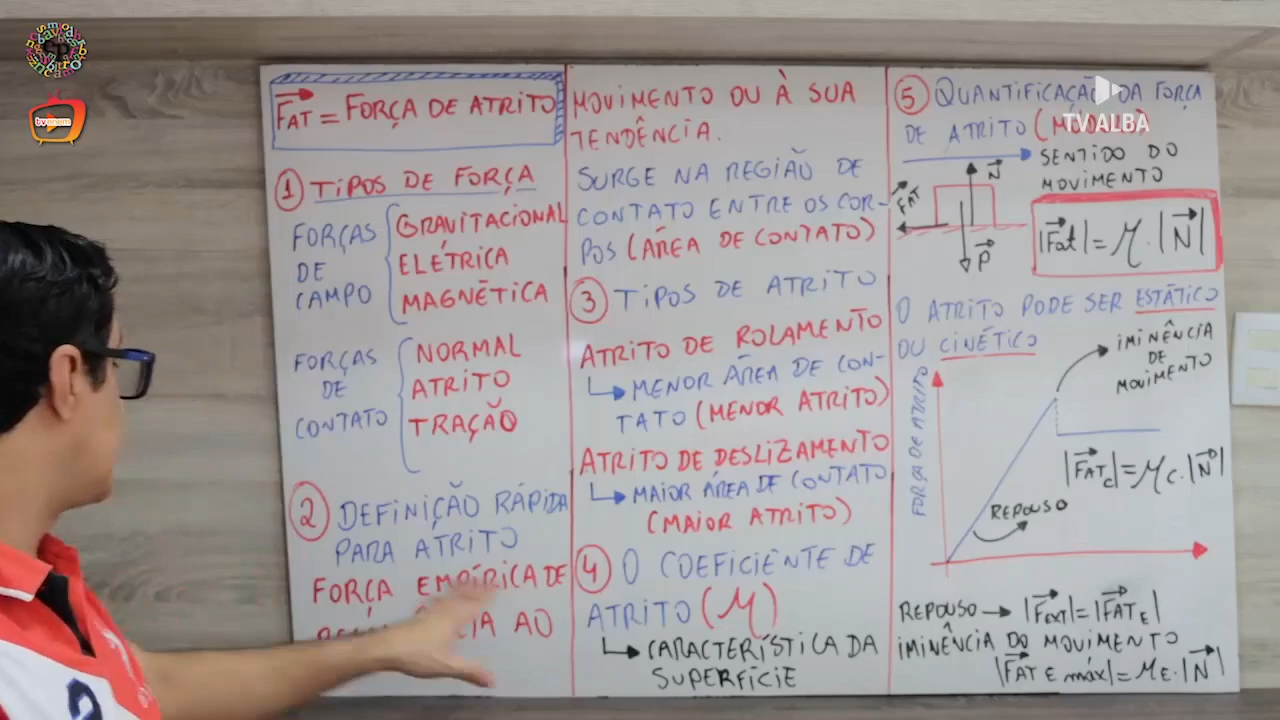 FAT = FORÇA DE ATRITO
1 TIPOS DE FORÇA
FORÇAS DE CAMPO
GRAVITACIONAL
ELÉTRICA
MAGNÉTICA
FORÇAS DE CONTATO
NORMAL
ATRITO
TRAÇÃO
2 DEFINIÇÃO RÁPIDA
PARA ATRITO
FORÇA EMPÍRICA DE
AO
MOVIMENTO OU À SUA
TENDÊNCIA.
SURGE NA REGIÃO DE
CONTATO ENTRE OS COR-
POS (ÁREA DE CONTATO)
3 TIPOS DE ATRITO
ATRITO DE ROLAMENTO
MENOR ÁREA DE CON-
TATO (MENOR ATRITO)
ATRITO DE DESLIZAMENTO
MAIOR ÁREA DE CONTATO
(MAIOR ATRITO)
4 O COEFICIENTE DE
ATRITO (μ)
CARACTERÍSTICA DA
SUPERFÍCIE
5 QUANTIFICAÇÃO DA FORÇA
DE ATRITO
TV ALBA
SENTIDO DO
MOVIMENTO
N
FAT
P
|Fat| = μ.|N|
O ATRITO PODE SER ESTÁTICO
OU CINÉTICO
FORÇA DE ATRITO
IMINÊNCIA
DE
MOVIMENTO
|FATc| = μc.|N|
REPOUSO
REPOUSO → |Fext| = |FATE|
IMINÊNCIA DO MOVIMENTO
|FAT E máx| = μE.|N|
tvenem